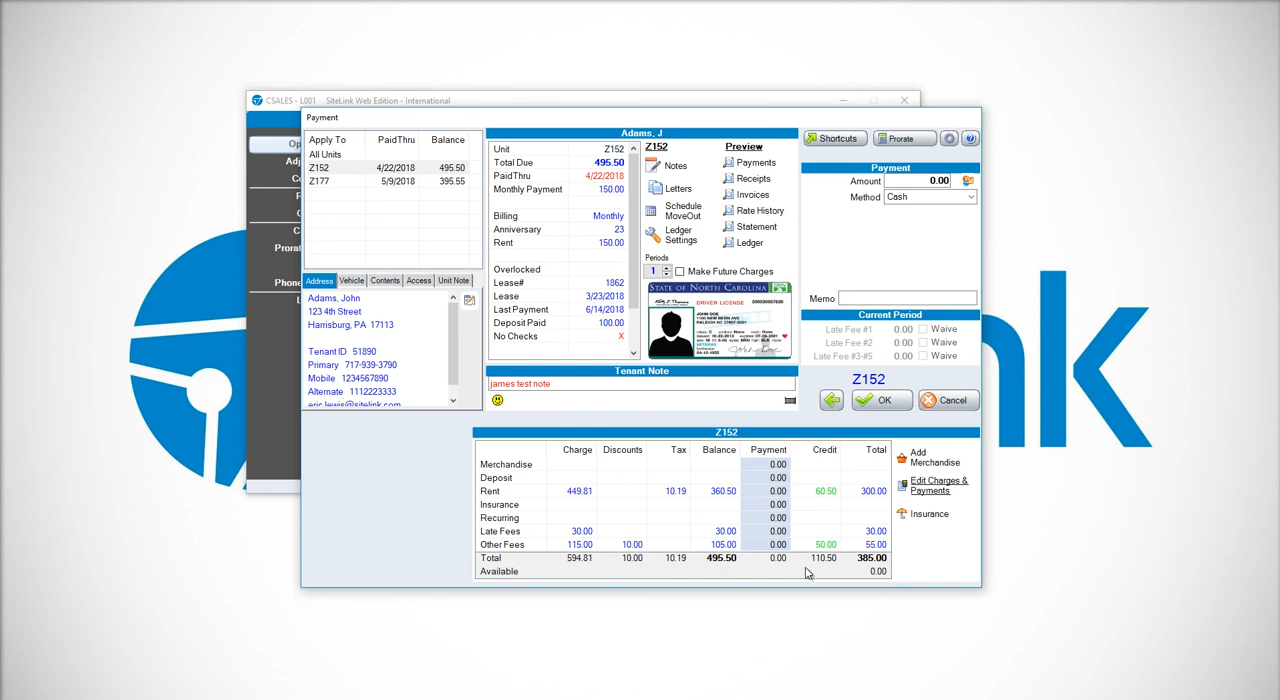 CSALES - L001 SiteLink Web Edition - International
Payment
Apply To PaidThru Balance
All Units
Z152 4/22/2018 495.50
Z177 5/9/2018 395.55
Address Vehicle Contents Access Unit Note
Adams, John
123 4th Street
Harrisburg, PA 17113
Tenant ID 51890
Primary 717-939-3790
Mobile 1234567890
Alternate 1112223333
eric.lewis@sitelink.com
Adams, J
Unit Z152
Total Due 495.50
PaidThru 4/22/2018
Monthly Payment 150.00
Billing Monthly
Anniversary 23
Rent 150.00
Overlocked
Lease# 1862
Lease 3/23/2018
Last Payment 6/14/2018
Deposit Paid 100.00
No Checks X
Z152
Notes
Letters
Schedule
MoveOut
Ledger
Settings
Preview
Payments
Receipts
Invoices
Rate History
Statement
Ledger
Periods
1 Make Future Charges
STATE OF NORTH CAROLINA
DRIVER LICENSE
JOHN DOE
Tenant Note
james test note
Shortcuts Prorate
Payment
Amount 0.00
Method Cash
Memo
Current Period
Late Fee #1 0.00 Waive
Late Fee #2 0.00 Waive
Late Fee #3-#5 0.00 Waive
Z152
OK Cancel
Z152
Charge Discounts Tax Balance Payment Credit Total
Merchandise 0.00
Deposit 0.00
Rent 449.81 10.19 360.50 0.00 60.50 300.00
Insurance 0.00
Recurring 0.00
Late Fees 30.00 30.00 0.00 30.00
Other Fees 115.00 10.00 105.00 0.00 50.00 55.00
Total 594.81 10.00 10.19 495.50 0.00 110.50 385.00
Available 0.00
Add
Merchandise
Edit Charges &
Payments
Insurance